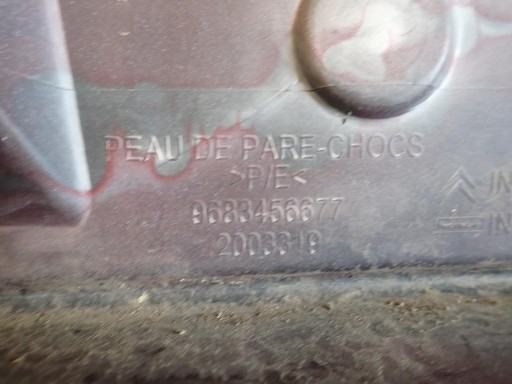 PEAU DE PARE-CHOCS
>P/E<
9683456677
2003319